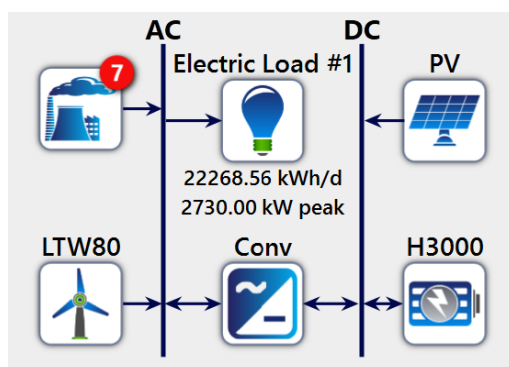 AC
DC
7
Electric Load #1
PV
22268.56 kWh/d
2730.00 kW peak
LTW80
Conv
H3000